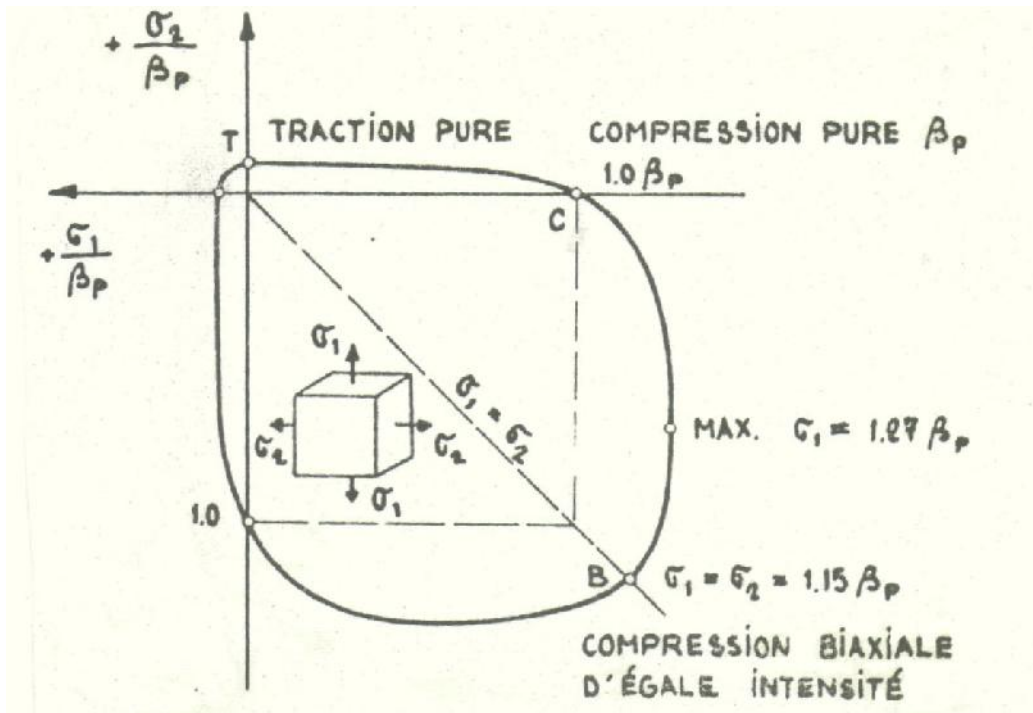 + σ₂
βₚ
T TRACTION PURE
COMPRESSION PURE βₚ
1.0 βₚ
C
+ σ₁
βₚ
σ₁
σ₂
σ₂
σ₁
σ₁ = σ₂
MAX. σ₁ = 1.27 βₚ
1.0
B σ₁ = σ₂ = 1.15 βₚ
COMPRESSION BIAXIALE
D'ÉGALE INTENSITÉ